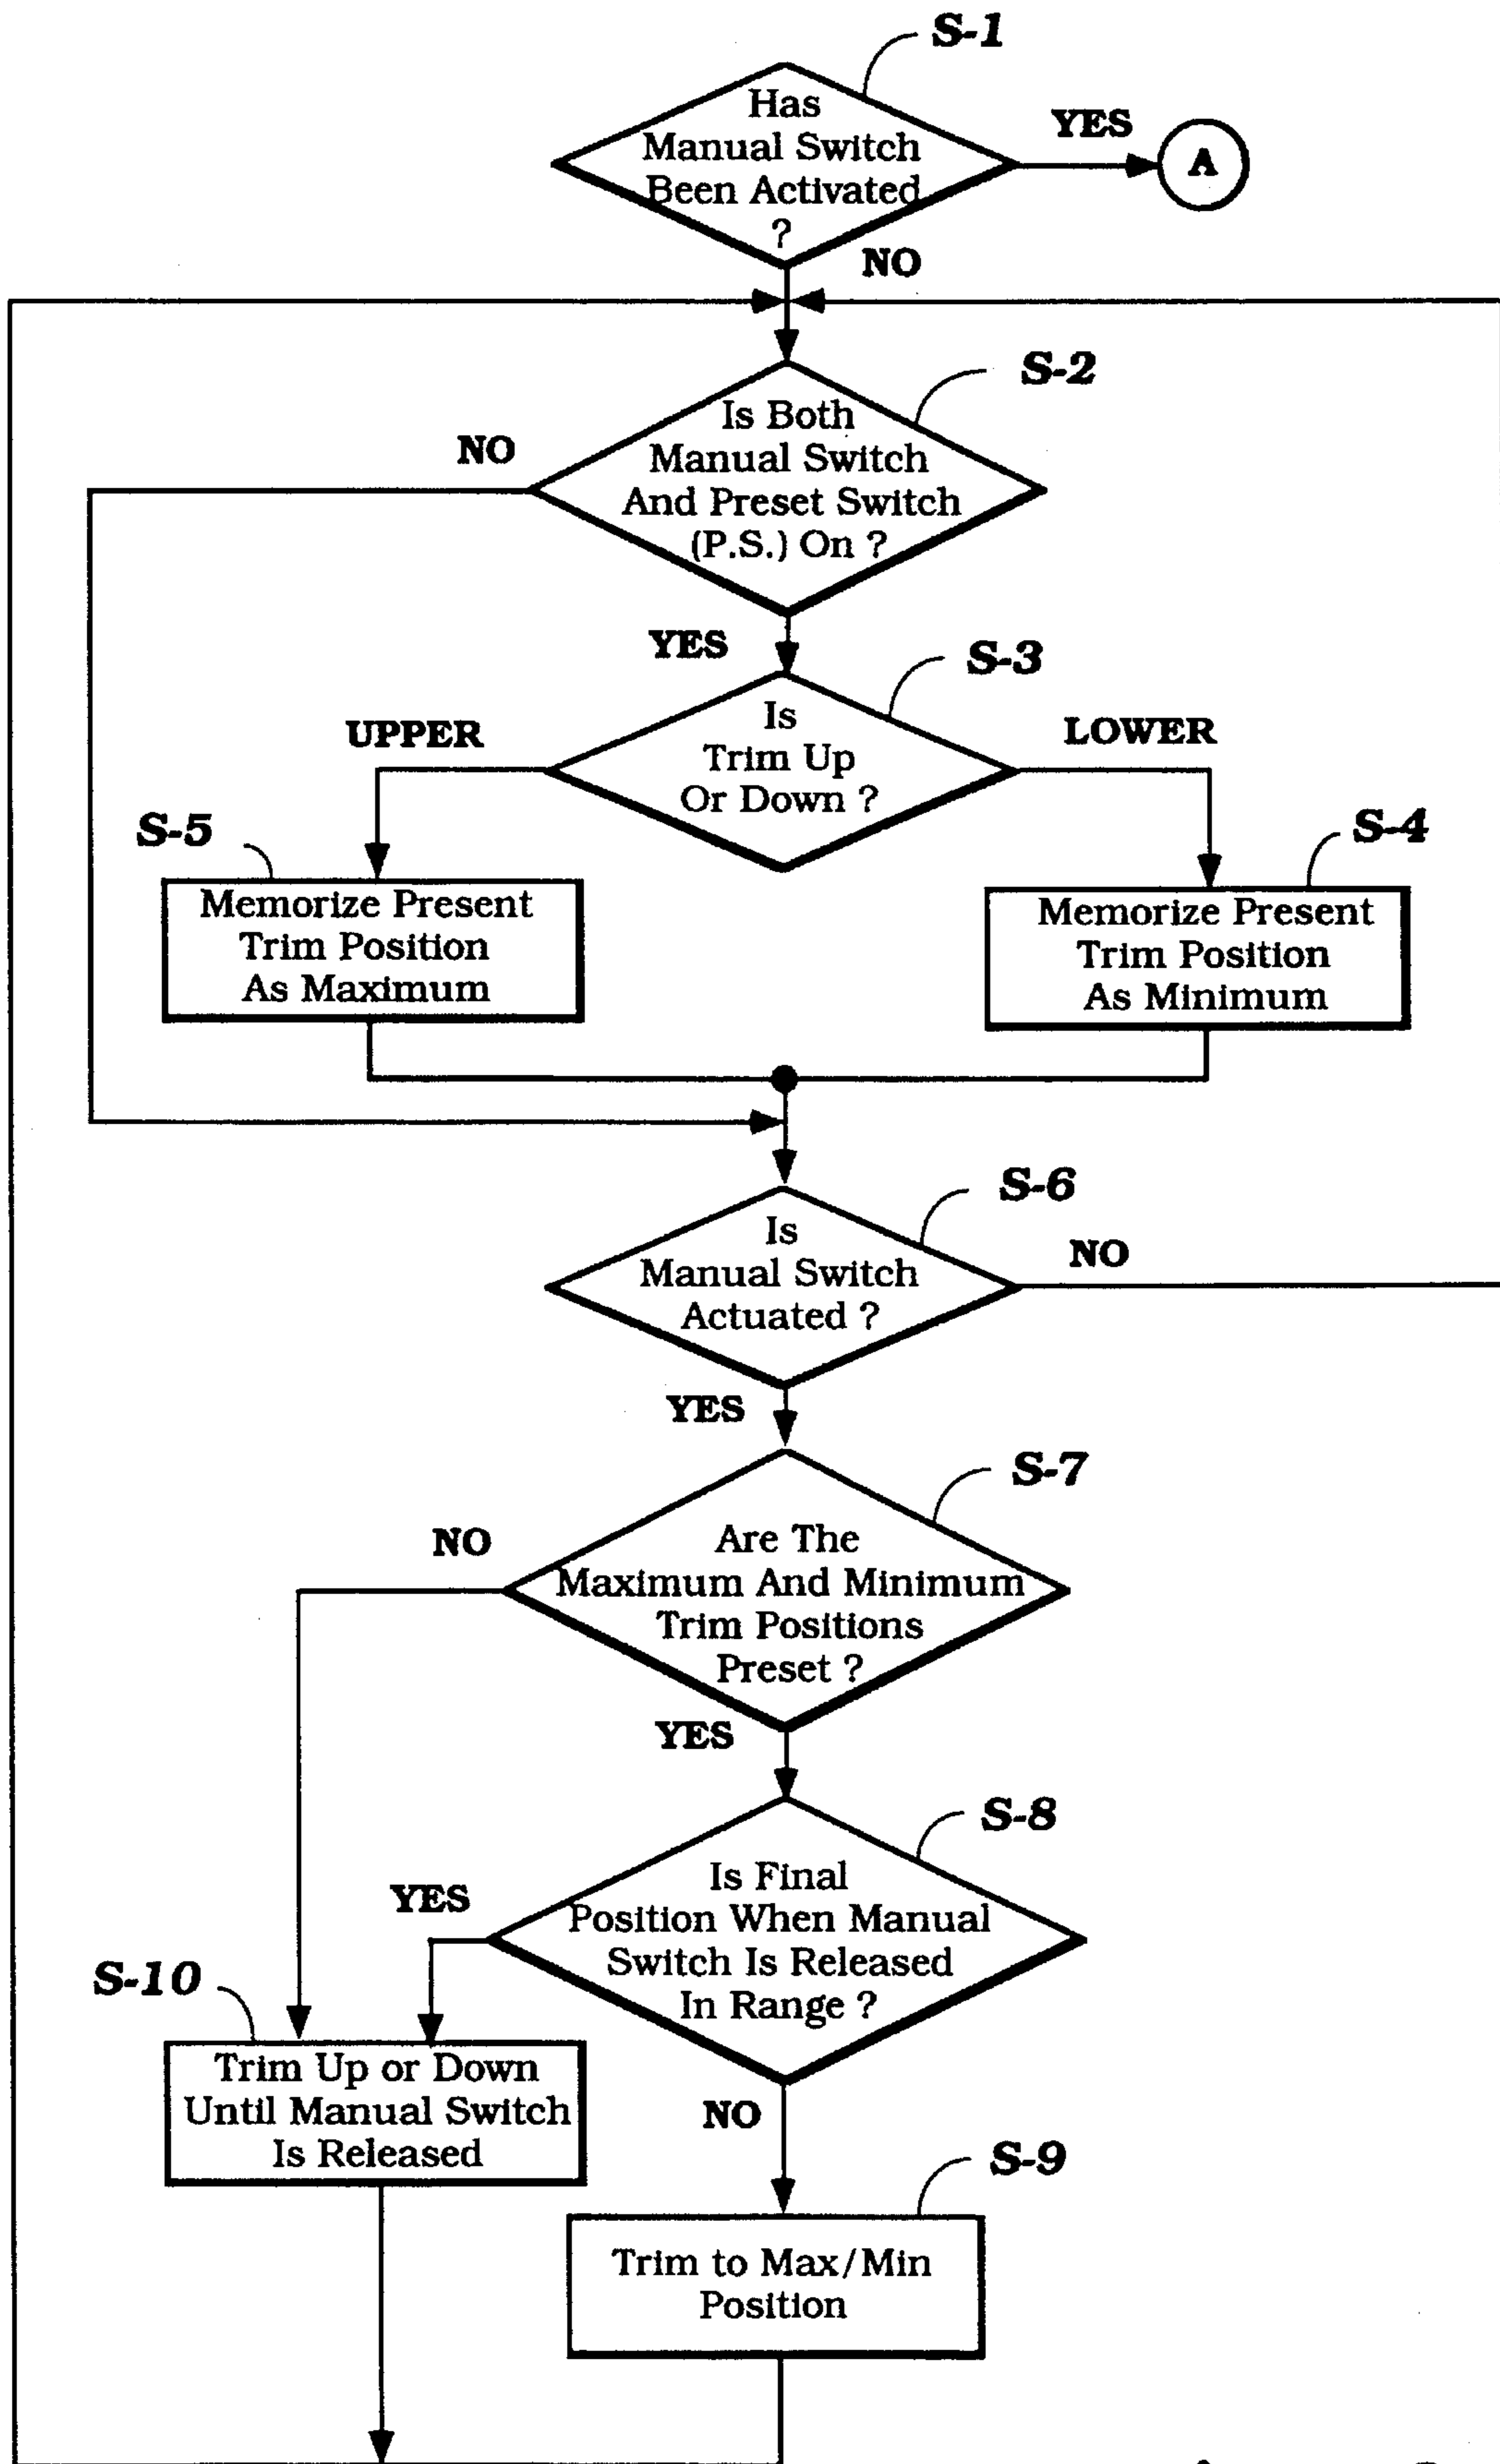 S-1
Has
Manual Switch
Been Activated
?
YES
A
NO
S-2
Is Both
Manual Switch
And Preset Switch
(P.S.) On ?
NO
YES
S-3
Is
Trim Up
Or Down ?
UPPER
LOWER
S-5
Memorize Present
Trim Position
As Maximum
S-4
Memorize Present
Trim Position
As Minimum
S-6
Is
Manual Switch
Actuated ?
NO
YES
S-7
Are The
Maximum And Minimum
Trim Positions
Preset ?
NO
YES
S-8
Is Final
Position When Manual
Switch Is Released
In Range ?
YES
S-10
Trim Up or Down
Until Manual Switch
Is Released
NO
S-9
Trim to Max/Min
Position